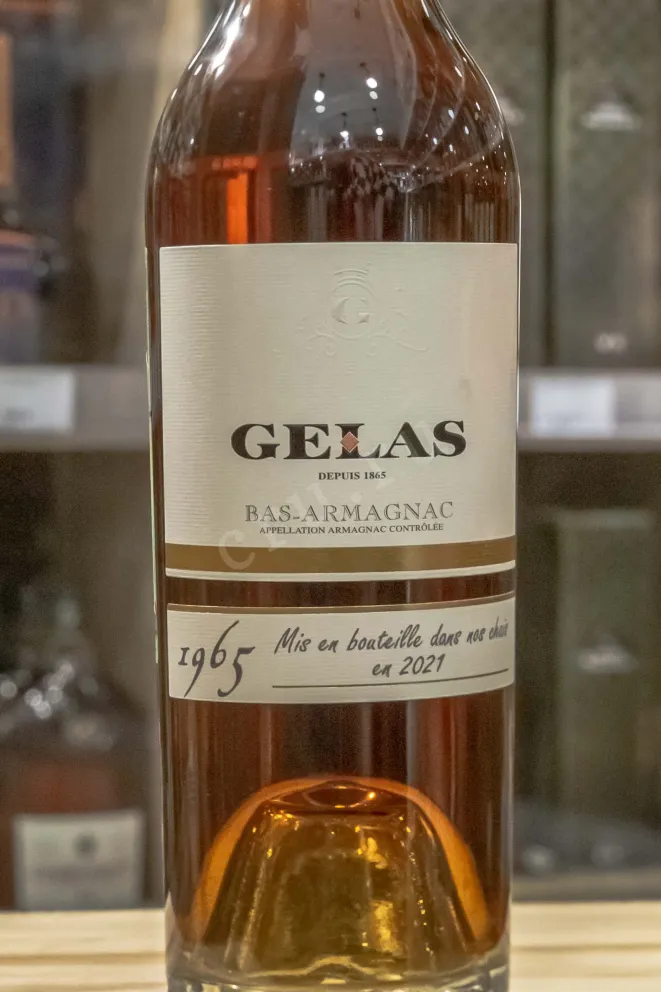 G
GELAS
DEPUIS 1865
BAS-ARMAGNAC
APPELLATION ARMAGNAC CONTRÔLÉE
1965
Mis en bouteille dans nos chais
en 2021